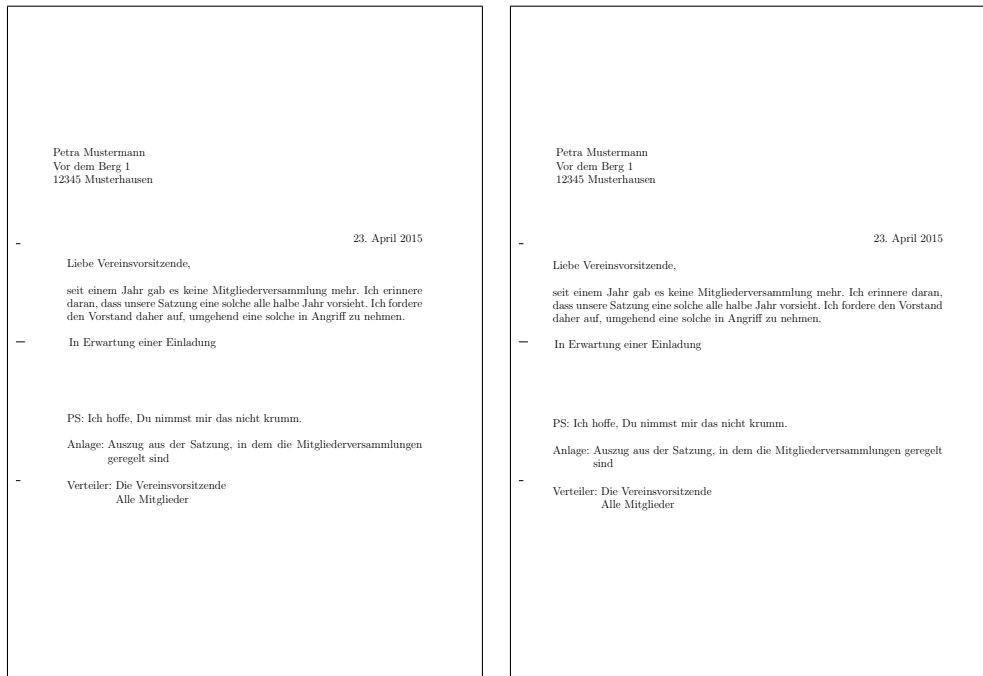 Petra Mustermann
Vor dem Berg 1
12345 Musterhausen
23. April 2015
Liebe Vereinsvorsitzende,
seit einem Jahr gab es keine Mitgliederversammlung mehr. Ich erinnere
daran, dass unsere Satzung eine solche alle halbe Jahr vorsieht. Ich fordere
den Vorstand daher auf, umgehend eine solche in Angriff zu nehmen.
In Erwartung einer Einladung
PS: Ich hoffe, Du nimmst mir das nicht krumm.
Anlage: Auszug aus der Satzung, in dem die Mitgliederversammlungen
geregelt sind
Verteiler: Die Vereinsvorsitzende
Alle Mitglieder
Petra Mustermann
Vor dem Berg 1
12345 Musterhausen
23. April 2015
Liebe Vereinsvorsitzende,
seit einem Jahr gab es keine Mitgliederversammlung mehr. Ich erinnere daran,
dass unsere Satzung eine solche alle halbe Jahr vorsieht. Ich fordere den Vorstand
daher auf, umgehend eine solche in Angriff zu nehmen.
In Erwartung einer Einladung
PS: Ich hoffe, Du nimmst mir das nicht krumm.
Anlage: Auszug aus der Satzung, in dem die Mitgliederversammlungen geregelt
sind
Verteiler: Die Vereinsvorsitzende
Alle Mitglieder